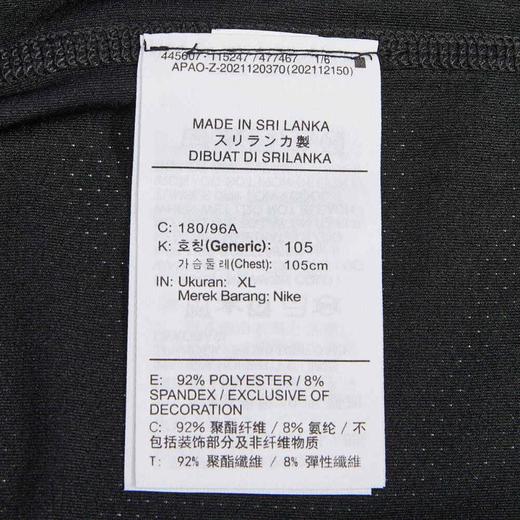 445607 - 115247 / 477467 1/6
APAO-Z-2021120370(202112150)
MADE IN SRI LANKA
スリランカ製
DIBUAT DI SRILANKA
C: 180/96A
K: 호칭(Generic): 105
가슴둘레(Chest): 105cm
IN: Ukuran: XL
Merek Barang: Nike
E: 92% POLYESTER / 8%
SPANDEX / EXCLUSIVE OF
DECORATION
C: 92% 聚酯纤维 / 8% 氨纶 / 不
包括装饰部分及非纤维部分
T: 92% 聚酯纖維 / 8% 彈性纖維